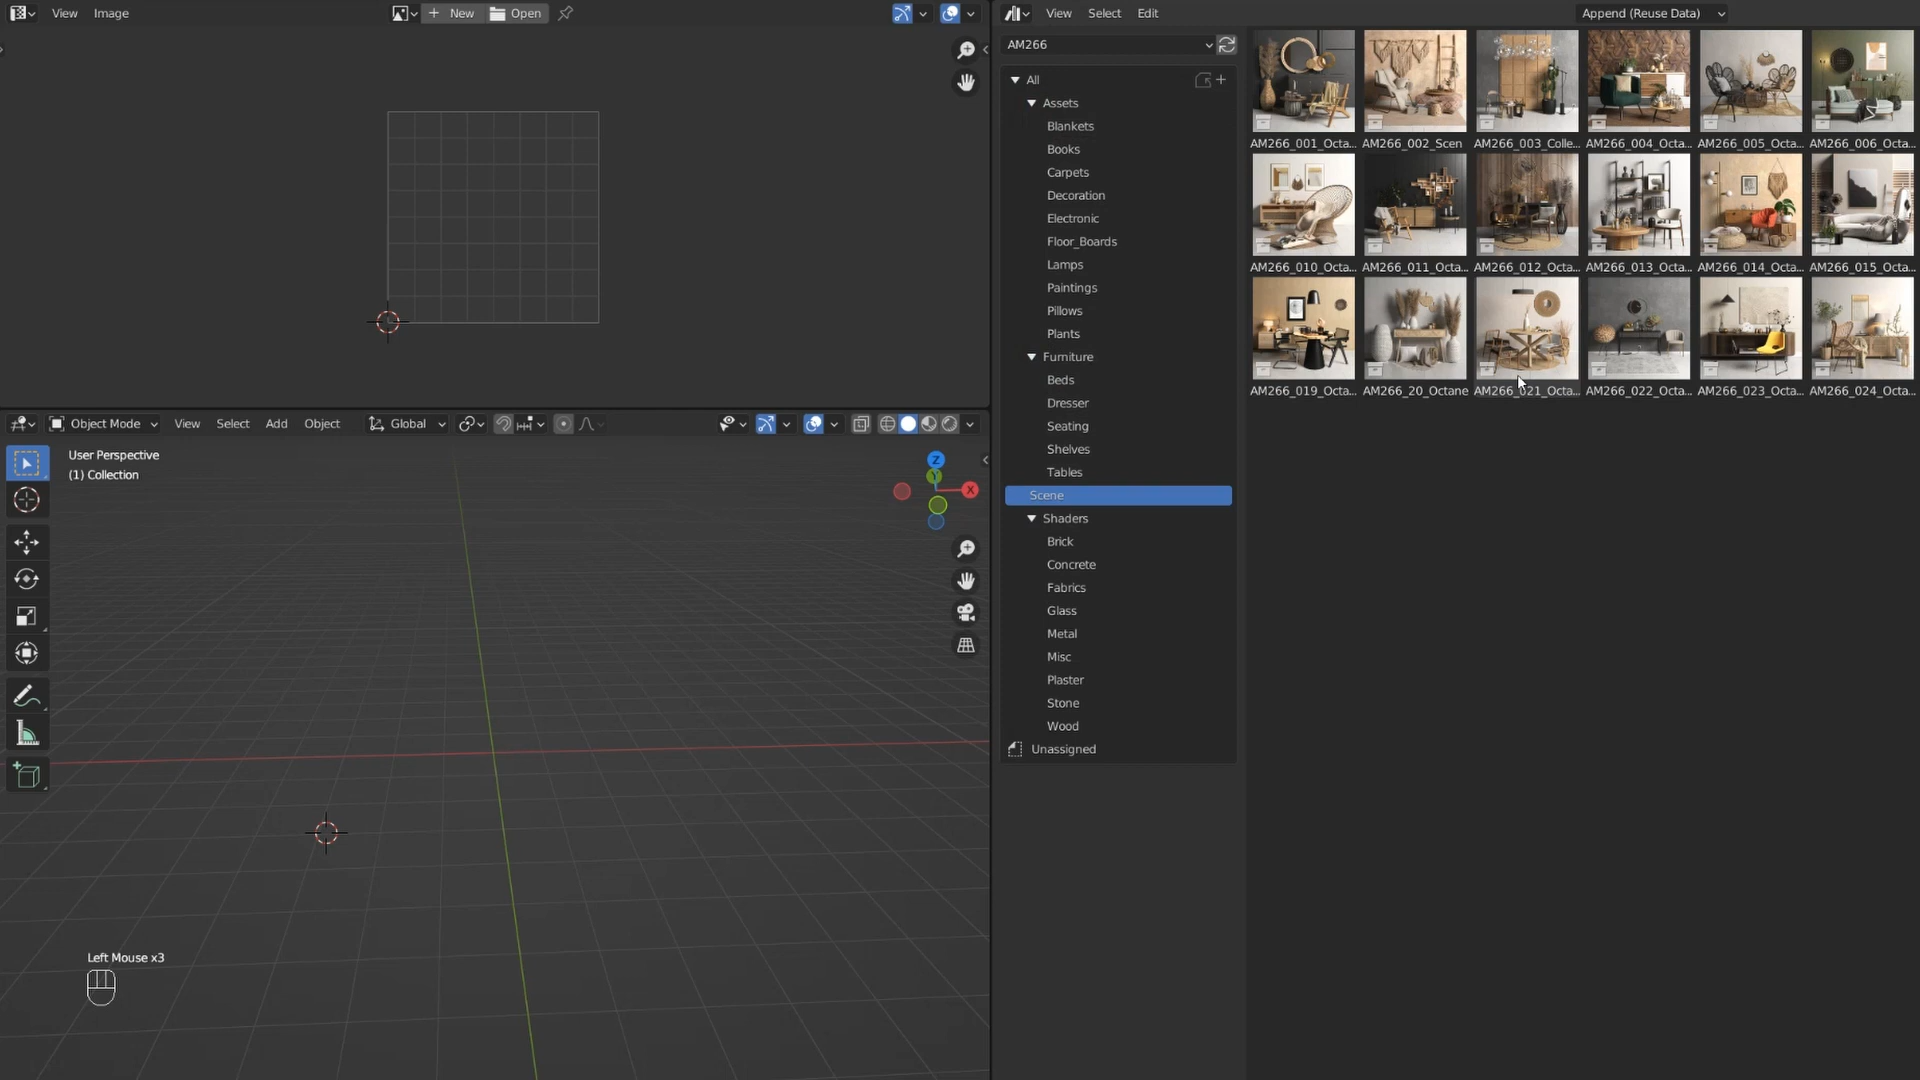 View Image New Open
View Select Edit Append (Reuse Data)
AM266
All
Assets
Blankets
Books
Carpets
Decoration
Electronic
Floor_Boards
Lamps
Paintings
Pillows
Plants
Furniture
Beds
Dresser
Seating
Shelves
Tables
Scene
Shaders
Brick
Concrete
Fabrics
Glass
Metal
Misc
Plaster
Stone
Wood
Unassigned
AM266_001_Octa... AM266_002_Scen AM266_003_Colle... AM266_004_Octa... AM266_005_Octa... AM266_006_Octa...
AM266_010_Octa... AM266_011_Octa... AM266_012_Octa... AM266_013_Octa... AM266_014_Octa... AM266_015_Octa...
AM266_019_Octa... AM266_20_Octane AM266_021_Octa... AM266_022_Octa... AM266_023_Octa... AM266_024_Octa...
Object Mode View Select Add Object Global
User Perspective
(1) Collection
Z
Y
X
Left Mouse x3